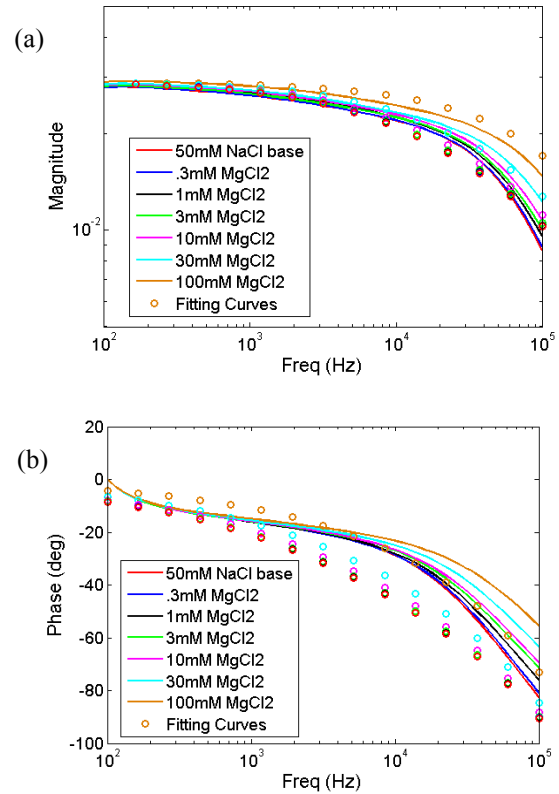 (a)
Magnitude
10^-2
50mM NaCl base
.3mM MgCl2
1mM MgCl2
3mM MgCl2
10mM MgCl2
30mM MgCl2
100mM MgCl2
Fitting Curves
10^2 10^3 10^4 10^5
Freq (Hz)
(b)
Phase (deg)
20
0
-20
-40
-60
-80
-100
50mM NaCl base
.3mM MgCl2
1mM MgCl2
3mM MgCl2
10mM MgCl2
30mM MgCl2
100mM MgCl2
Fitting Curves
10^2 10^3 10^4 10^5
Freq (Hz)